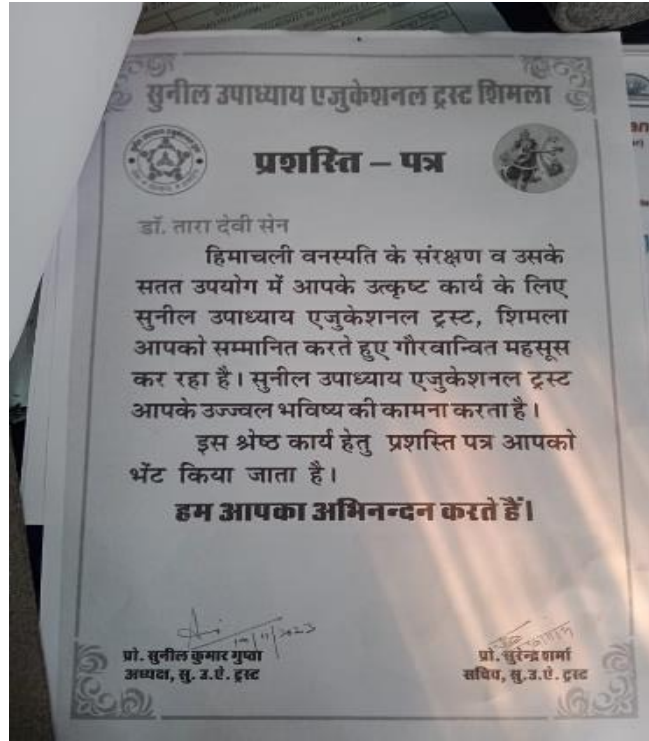 सुनील उपाध्याय एजुकेशनल ट्रस्ट शिमला
प्रशस्ति – पत्र
डॉ. तारा देवी सेन
हिमाचली वनस्पति के संरक्षण व उसके
सतत उपयोग में आपके उत्कृष्ट कार्य के लिए
सुनील उपाध्याय एजुकेशनल ट्रस्ट, शिमला
आपको सम्मानित करते हुए गौरवान्वित महसूस
कर रहा है। सुनील उपाध्याय एजुकेशनल ट्रस्ट
आपके उज्ज्वल भविष्य की कामना करता है।
इस श्रेष्ठ कार्य हेतु प्रशस्ति पत्र आपको
भेंट किया जाता है।
हम आपका अभिनन्दन करते हैं।
प्रो. सुनील कुमार गुप्ता
अध्यक्ष, सु. उ.ऐ. ट्रस्ट
प्रो. सुरेन्द्र शर्मा
सचिव, सु.उ.ऐ. ट्रस्ट